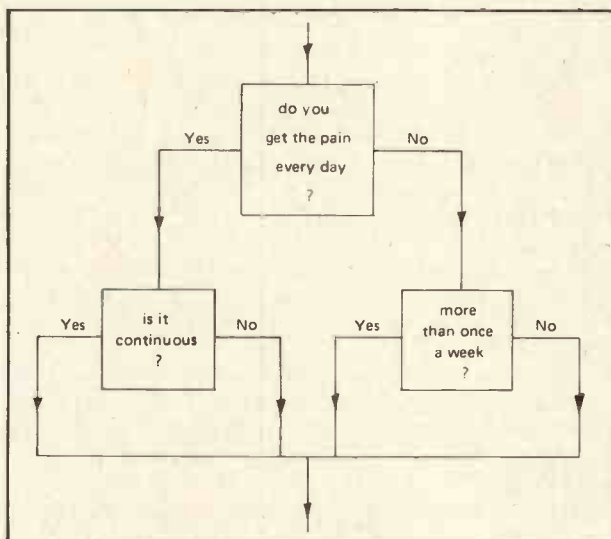 do you
get the pain
every day
?
Yes
No
is it
continuous
?
Yes
No
more
than once
a week
?
Yes
No